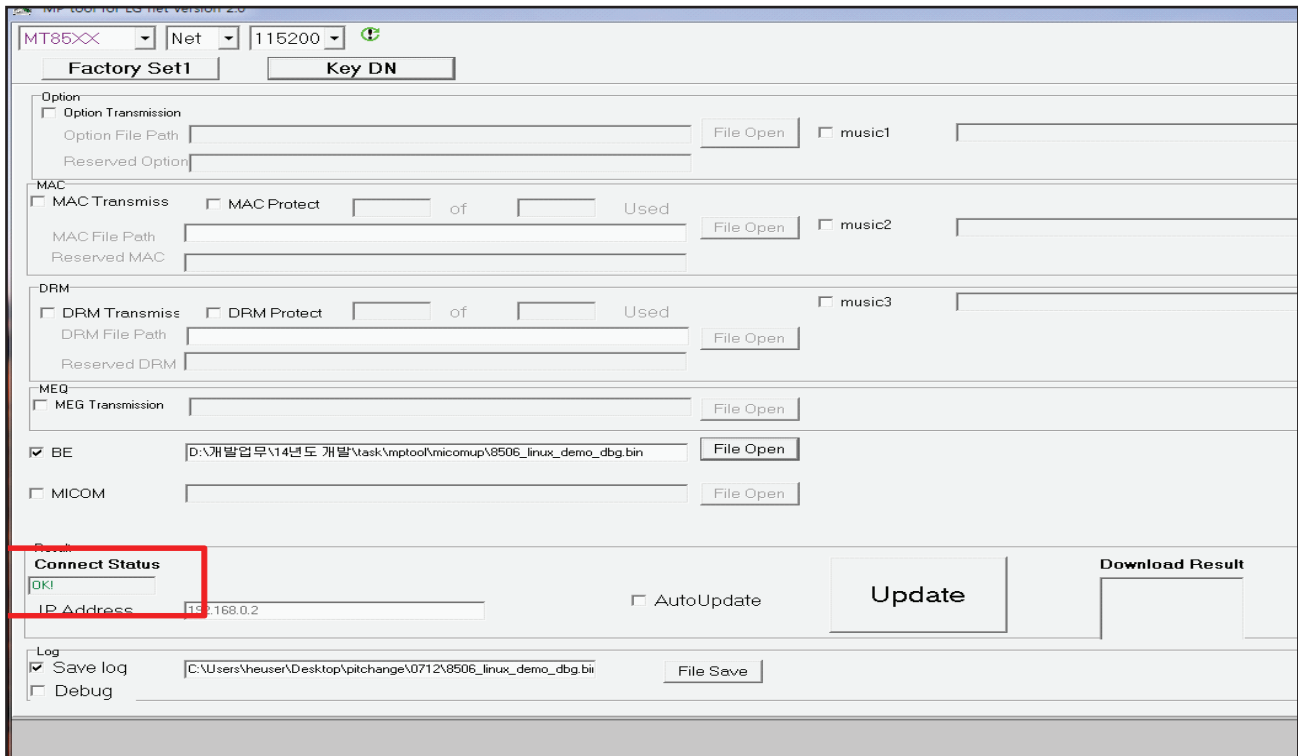 MP tool for LG net version 2.0
MT85XX Net 115200
Factory Set1 Key DN
Option
Option Transmission
Option File Path File Open music1
Reserved Option
MAC
MAC Transmiss MAC Protect of Used
MAC File Path File Open music2
Reserved MAC
DRM
DRM Transmiss DRM Protect of Used music3
DRM File Path File Open
Reserved DRM
MEQ
MEG Transmission File Open
BE D:\개발업무\14년도 개발\task\mptool\micomup\8506_linux_demo_dbg.bin File Open
MICOM File Open
Result
Connect Status Download Result
OK!
IP Address 192.168.0.2 AutoUpdate Update
Log
Save log C:\Users\heuser\Desktop\pitchange\0712\8506_linux_demo_dbg.bin File Save
Debug